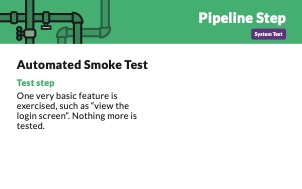 Pipeline Step
System Test
Automated Smoke Test
Test step
One very basic feature is
exercised, such as “view the
login screen”. Nothing more is
tested.